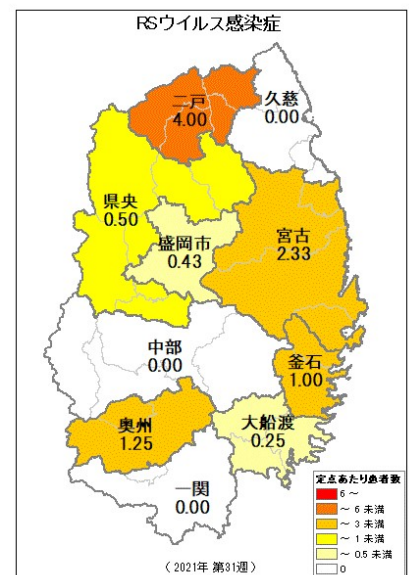 RSウイルス感染症
二戸
4.00
久慈
0.00
県央
0.50
盛岡市
0.43
宮古
2.33
中部
0.00
釜石
1.00
奥州
1.25
大船渡
0.25
一関
0.00
定点あたり患者数
6 ~
~ 6 未満
~ 3 未満
~ 1 未満
~ 0.5 未満
0
(2021年 第31週)